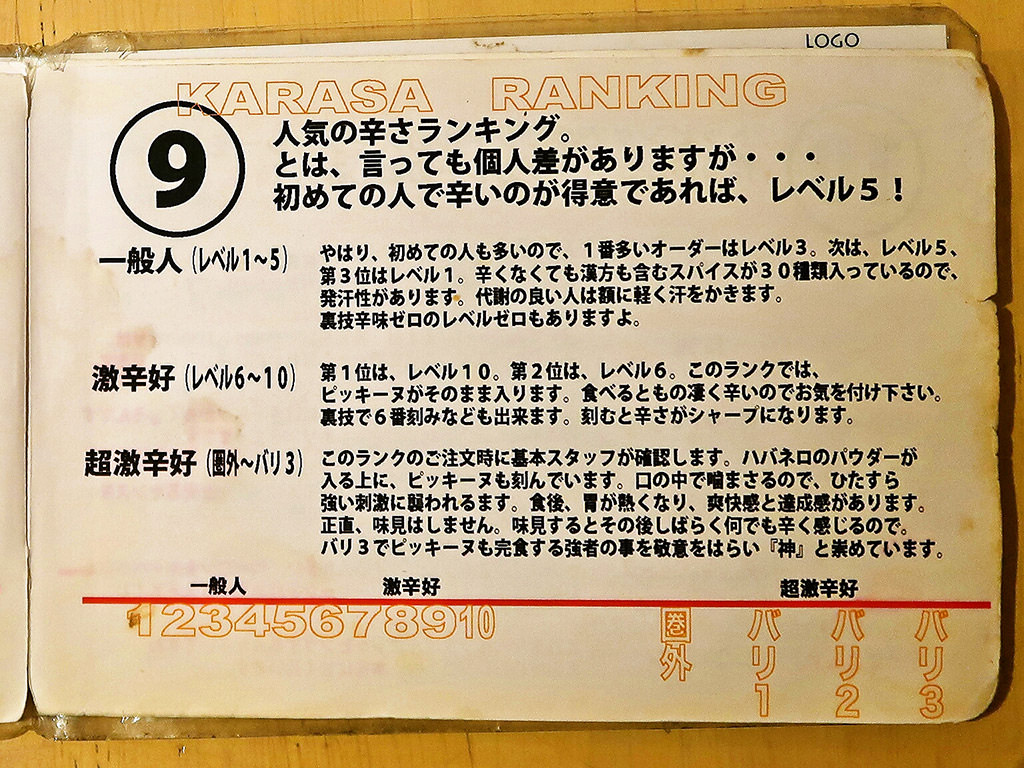 LOGO
KARASA RANKING
9
人気の辛さランキング。
とは、言っても個人差がありますが・・・
初めての人で辛いのが得意であれば、レベル5!
一般人(レベル1~5)
やはり、初めての人も多いので、1番多いオーダーはレベル3。次は、レベル5、
第3位はレベル1。辛くなくても漢方も含むスパイスが30種類入っているので、
発汗性があります。代謝の良い人は額に軽く汗をかきます。
裏技辛味ゼロのレベルゼロもありますよ。
激辛好(レベル6~10)
第1位は、レベル10。第2位は、レベル6。このランクでは、
ピッキーヌがそのまま入ります。食べるともの凄く辛いのでお気を付け下さい。
裏技で6番刻みなども出来ます。刻むと辛さがシャープになります。
超激辛好(圏外~バリ3)
このランクのご注文時に基本スタッフが確認します。ハバネロのパウダーが
入る上に、ピッキーヌも刻んでいます。口の中で噛まさるので、ひたすら
強い刺激に襲われるます。食後、胃が熱くなり、爽快感と達成感があります。
正直、味見はしません。味見するとその後しばらく何でも辛く感じるので。
バリ3でピッキーヌも完食する強者の事を敬意をはらい『神』と崇めています。
一般人 激辛好 超激辛好
1 2 3 4 5 6 7 8 9 10 圏外 バリ1 バリ2 バリ3